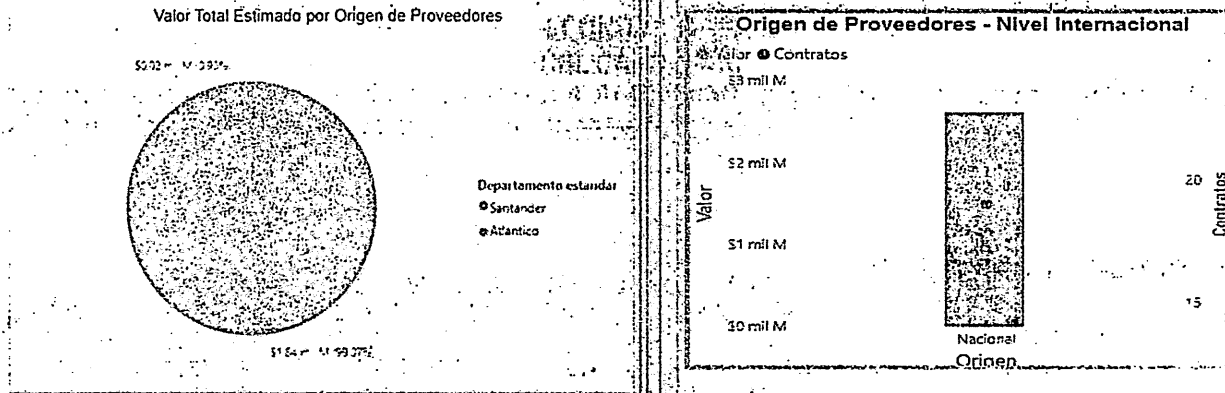 Valor Total Estimado por Origen de Proveedores
Departamento estándar
Santander
Atlántico
Origen de Proveedores - Nivel Internacional
Contratos
$3 mil M
$2 mil M
$1 mil M
$0 mil M
Valor
20
15
Contratos
Nacional
Origen